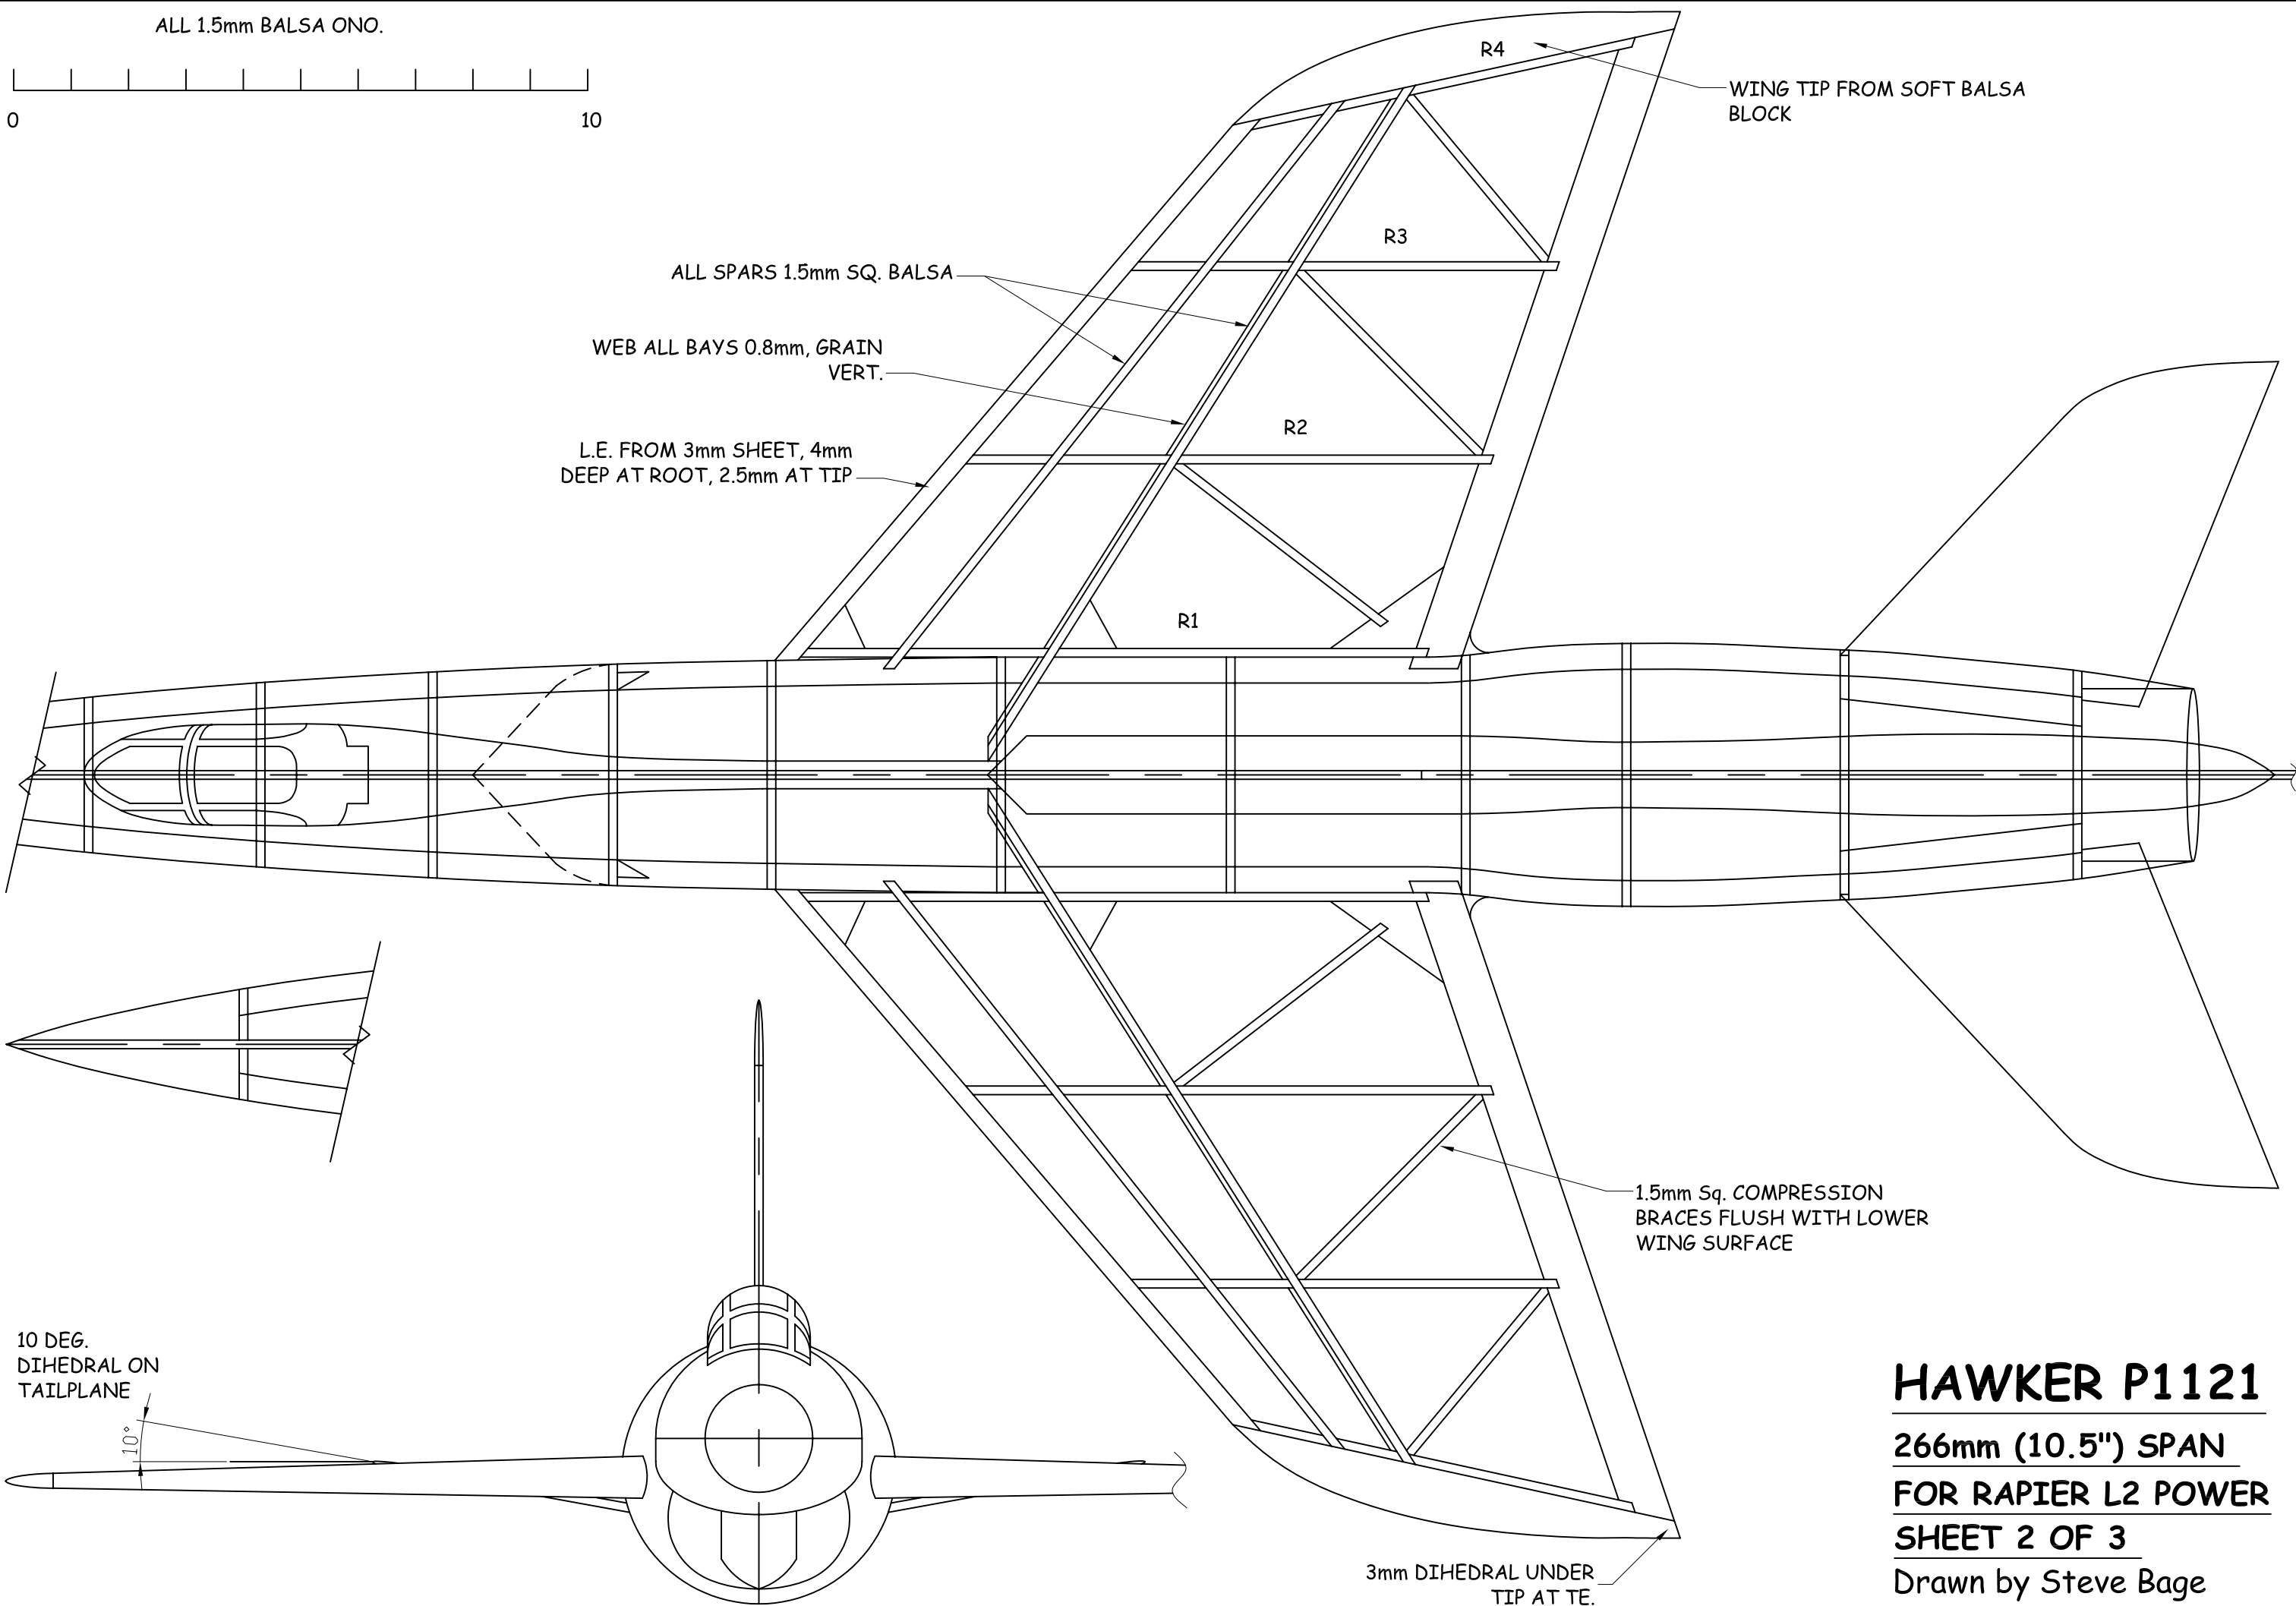 ALL 1.5mm BALSA ONO.
0
10
R4
WING TIP FROM SOFT BALSA
BLOCK
R3
ALL SPARS 1.5mm SQ. BALSA
WEB ALL BAYS 0.8mm, GRAIN
VERT.
R2
L.E. FROM 3mm SHEET, 4mm
DEEP AT ROOT, 2.5mm AT TIP
R1
1.5mm Sq. COMPRESSION
BRACES FLUSH WITH LOWER
WING SURFACE
10 DEG.
DIHEDRAL ON
TAILPLANE
10°
3mm DIHEDRAL UNDER
TIP AT TE.
HAWKER P1121
266mm (10.5") SPAN
FOR RAPIER L2 POWER
SHEET 2 OF 3
Drawn by Steve Bage